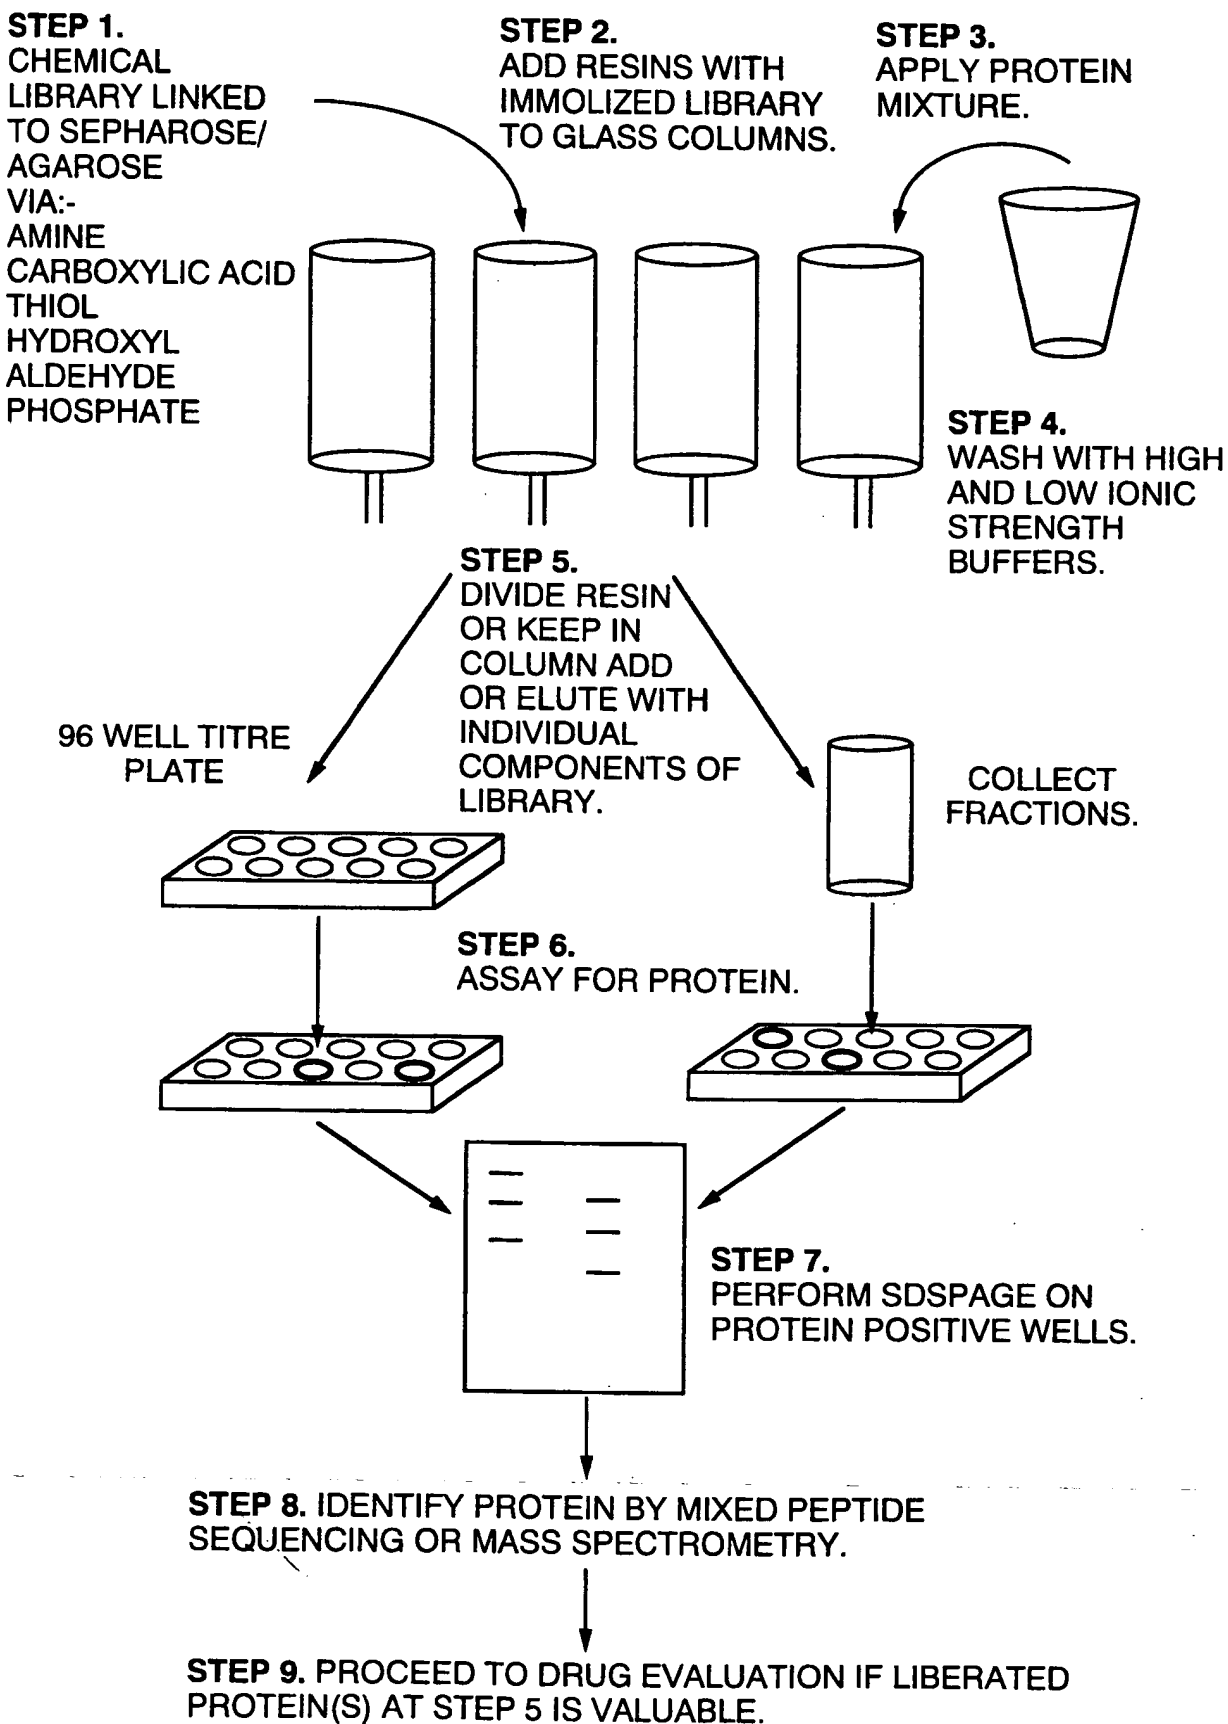 STEP 1.
CHEMICAL
LIBRARY LINKED
TO SEPHAROSE/
AGAROSE
VIA:-
AMINE
CARBOXYLIC ACID
THIOL
HYDROXYL
ALDEHYDE
PHOSPHATE
STEP 2.
ADD RESINS WITH
IMMOLIZED LIBRARY
TO GLASS COLUMNS.
STEP 3.
APPLY PROTEIN
MIXTURE.
STEP 4.
WASH WITH HIGH
AND LOW IONIC
STRENGTH
BUFFERS.
STEP 5.
DIVIDE RESIN
OR KEEP IN
COLUMN ADD
OR ELUTE WITH
INDIVIDUAL
COMPONENTS OF
LIBRARY.
96 WELL TITRE
PLATE
COLLECT
FRACTIONS.
STEP 6.
ASSAY FOR PROTEIN.
STEP 7.
PERFORM SDSPAGE ON
PROTEIN POSITIVE WELLS.
STEP 8. IDENTIFY PROTEIN BY MIXED PEPTIDE
SEQUENCING OR MASS SPECTROMETRY.
STEP 9. PROCEED TO DRUG EVALUATION IF LIBERATED
PROTEIN(S) AT STEP 5 IS VALUABLE.